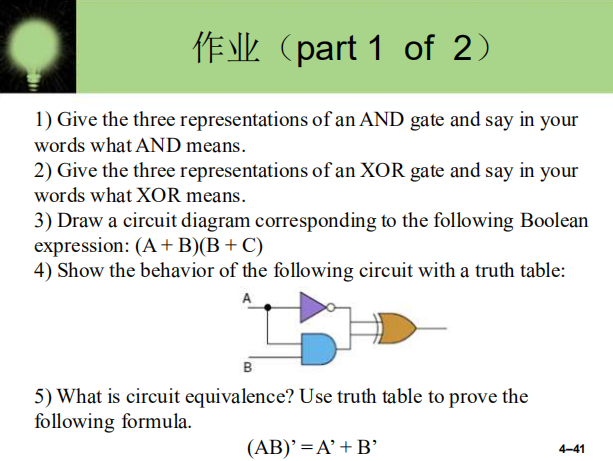 作业（part 1 of 2）
1) Give the three representations of an AND gate and say in your
words what AND means.
2) Give the three representations of an XOR gate and say in your
words what XOR means.
3) Draw a circuit diagram corresponding to the following Boolean
expression: (A + B)(B + C)
4) Show the behavior of the following circuit with a truth table:
A
B
5) What is circuit equivalence? Use truth table to prove the
following formula.
(AB)’ = A’ + B’
4–41